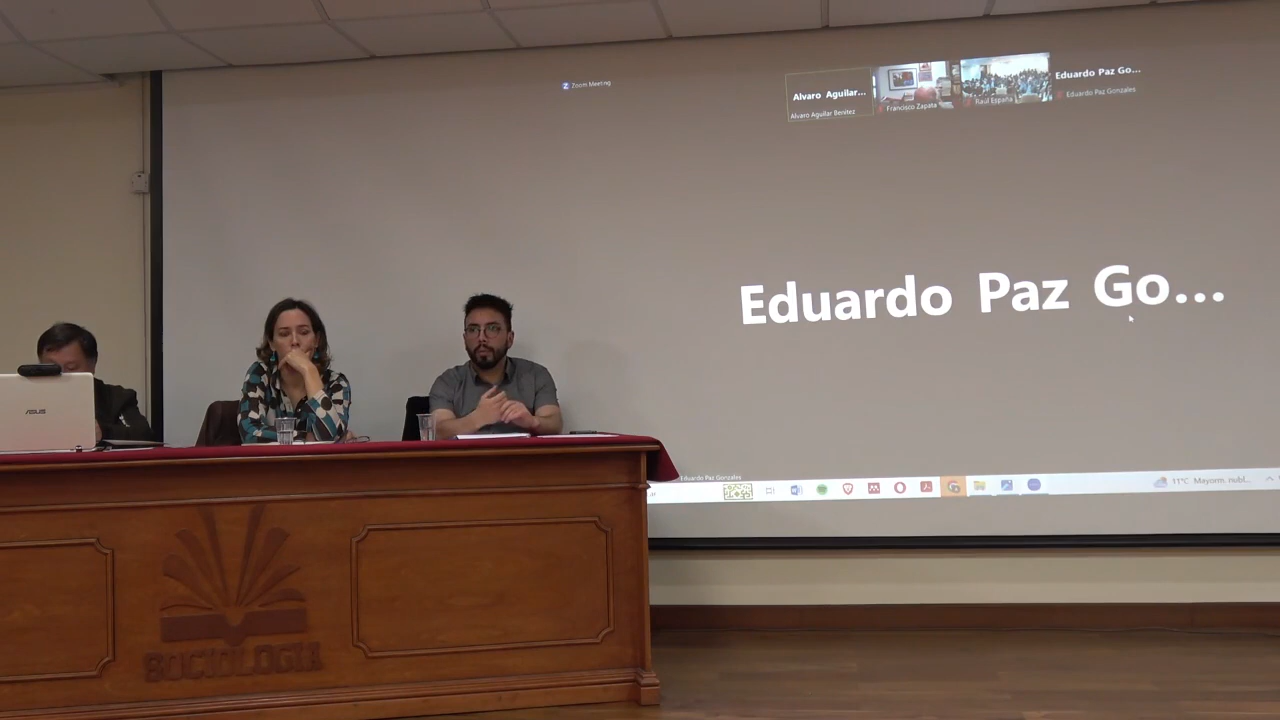 Zoom Meeting
Alvaro Aguilar...
Alvaro Aguilar Benitez
Francisco Zapata
Raúl España
Eduardo Paz Go...
Eduardo Paz Gonzales
Eduardo Paz Go...
Eduardo Paz Gonzales
11°C Mayorm. nubl...
ASUS
SOCIOLOGIA